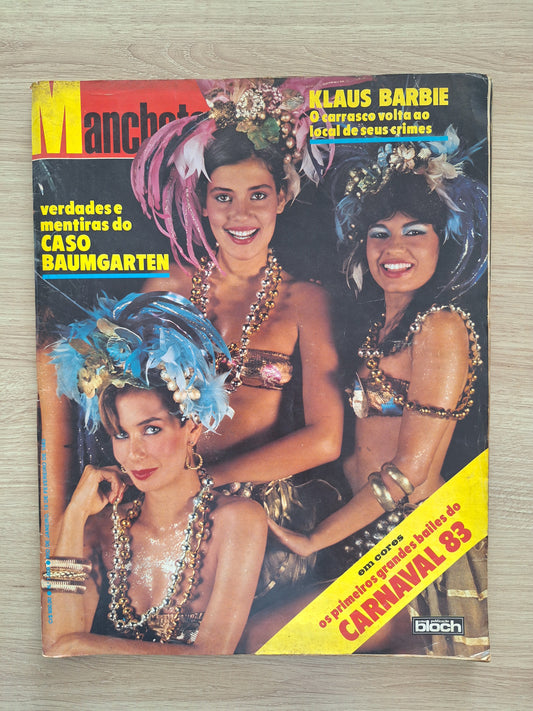 Manchete
KLAUS BARBIE
O carrasco volta ao
local de seus crimes
verdades e
mentiras do
CASO
BAUMGARTEN
em cores
os primeiros grandes bailes do
CARNAVAL 83
bloch